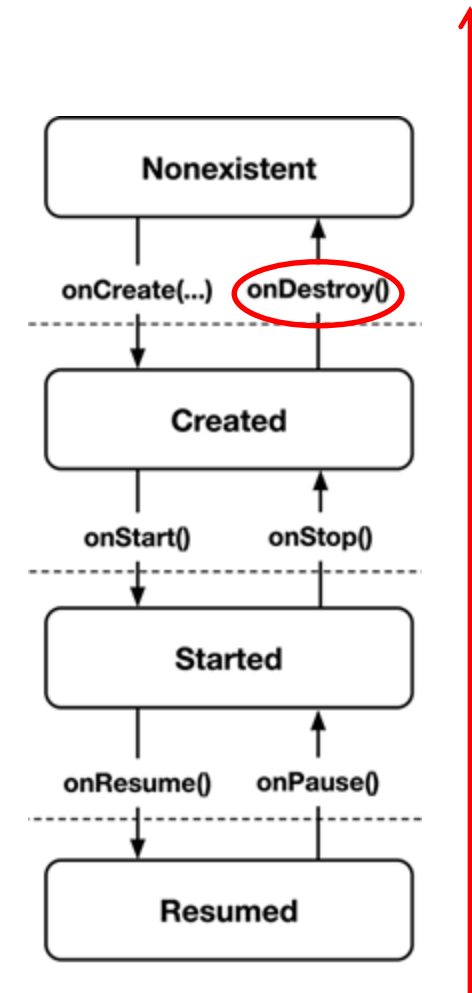 Nonexistent
onCreate(...) onDestroy()
Created
onStart() onStop()
Started
onResume() onPause()
Resumed